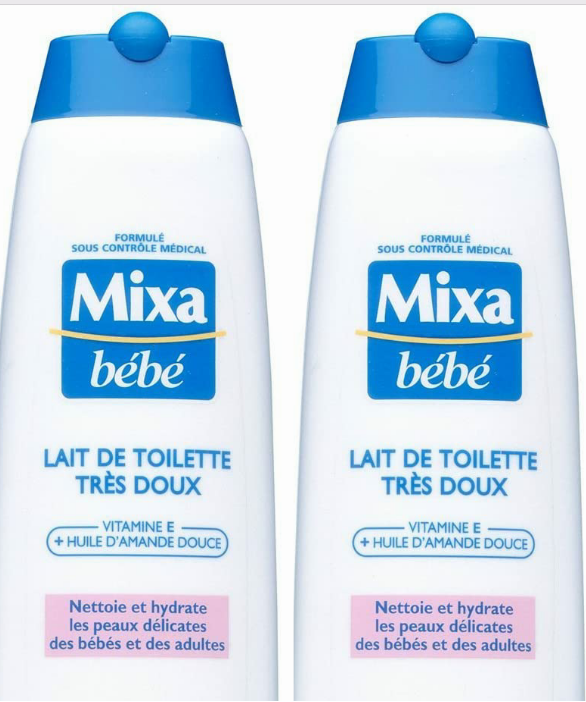 FORMULÉ
SOUS CONTRÔLE MÉDICAL
Mixa
bébé
LAIT DE TOILETTE
TRÈS DOUX
VITAMINE E
+ HUILE D'AMANDE DOUCE
Nettoie et hydrate
les peaux délicates
des bébés et des adultes
FORMULÉ
SOUS CONTRÔLE MÉDICAL
Mixa
bébé
LAIT DE TOILETTE
TRÈS DOUX
VITAMINE E
+ HUILE D'AMANDE DOUCE
Nettoie et hydrate
les peaux délicates
des bébés et des adultes